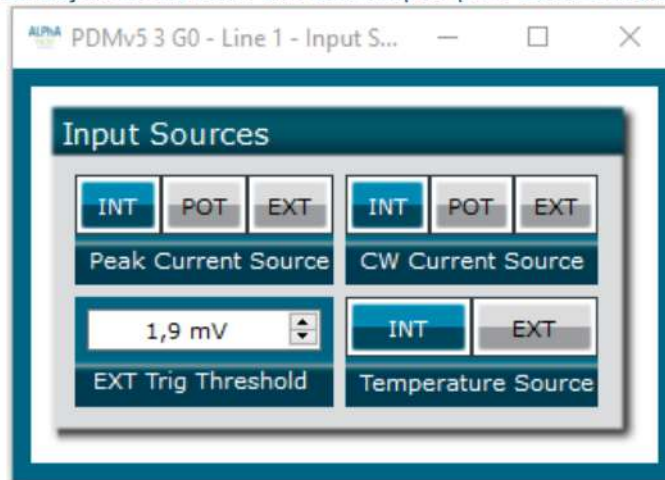 ALPhA PDMv5 3 G0 - Line 1 - Input S...
Input Sources
INT POT EXT
Peak Current Source
INT POT EXT
CW Current Source
1,9 mV
EXT Trig Threshold
INT EXT
Temperature Source